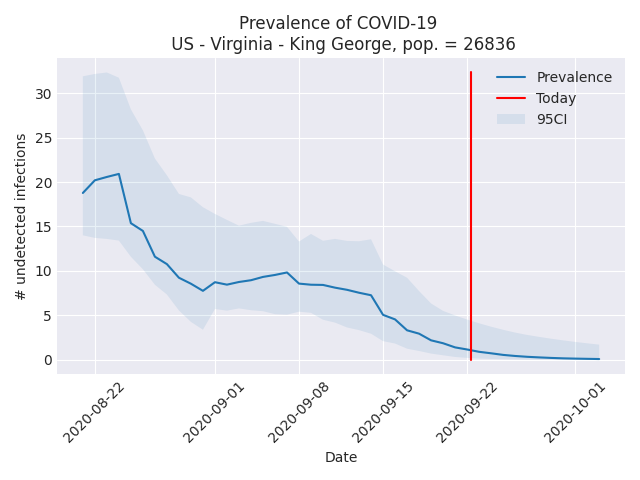 Prevalence of COVID-19
US - Virginia - King George, pop. = 26836
Prevalence
Today
95CI
# undetected infections
30
25
20
15
10
5
0
2020-08-22
2020-09-01
2020-09-08
2020-09-15
2020-09-22
2020-10-01
Date